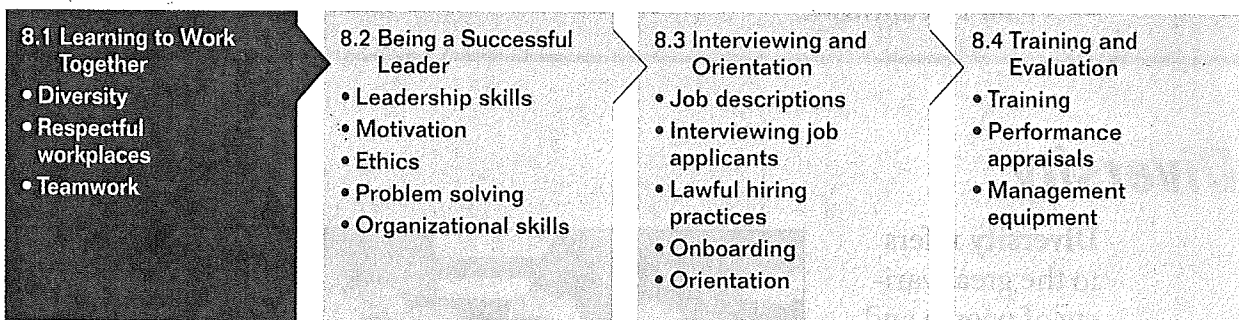 8.1 Learning to Work
Together
• Diversity
• Respectful
workplaces
• Teamwork
8.2 Being a Successful
Leader
• Leadership skills
• Motivation
• Ethics
• Problem solving
• Organizational skills
8.3 Interviewing and
Orientation
• Job descriptions
• Interviewing job
applicants
• Lawful hiring
practices
• Onboarding
• Orientation
8.4 Training and
Evaluation
• Training
• Performance
appraisals
• Management
equipment